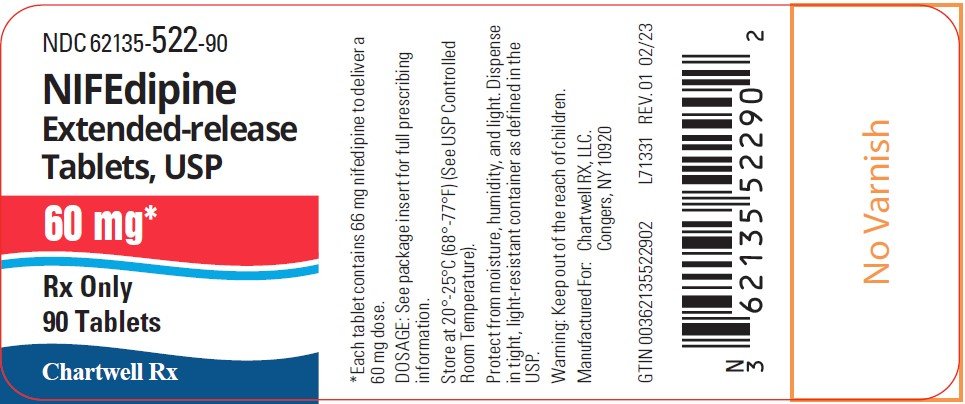 NDC 62135-522-90
NIFEdipine
Extended-release
Tablets, USP
60 mg*
Rx Only
90 Tablets
Chartwell Rx
*Each tablet contains 66 mg nifedipine to deliver a
60 mg dose.
DOSAGE: See package insert for full prescribing
information.
Store at 20°-25°C (68°-77°F) (See USP Controlled
Room Temperature).
Protect from moisture, humidity, and light. Dispense
in tight, light-resistant container as defined in the
USP.
Warning: Keep out of the reach of children.
Manufactured For: Chartwell RX, LLC.
Congers, NY 10920
GTIN 00362135522902 L71331 REV. 01 02/23
N
3 62135 52290 2
No Varnish